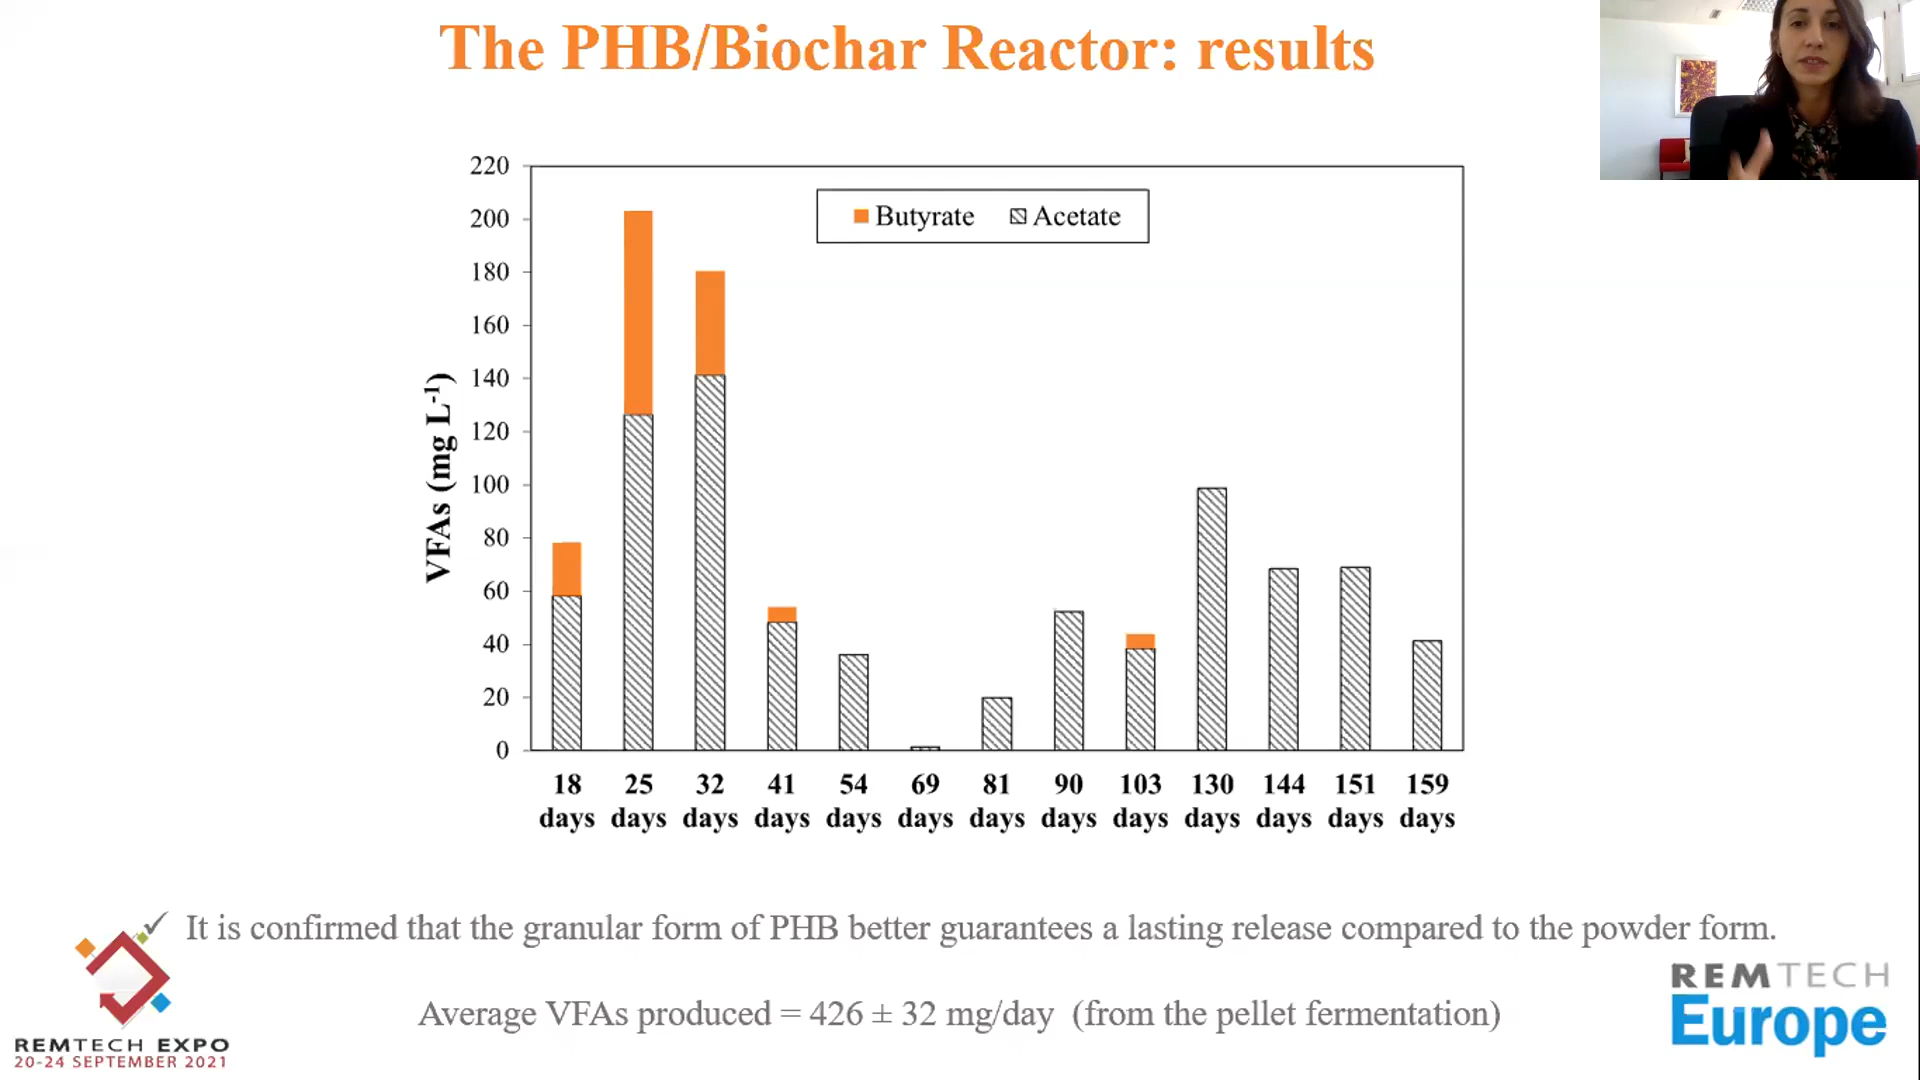 The PHB/Biochar Reactor: results
220
200
180
160
140
120
100
80
60
40
20
0
VFAs (mg L-1)
Butyrate Acetate
18 days
25 days
32 days
41 days
54 days
69 days
81 days
90 days
103 days
130 days
144 days
151 days
159 days
✓ It is confirmed that the granular form of PHB better guarantees a lasting release compared to the powder form.
Average VFAs produced = 426 ± 32 mg/day (from the pellet fermentation)
REMTECH EXPO
20-24 SEPTEMBER 2021
REMTECH
Europe